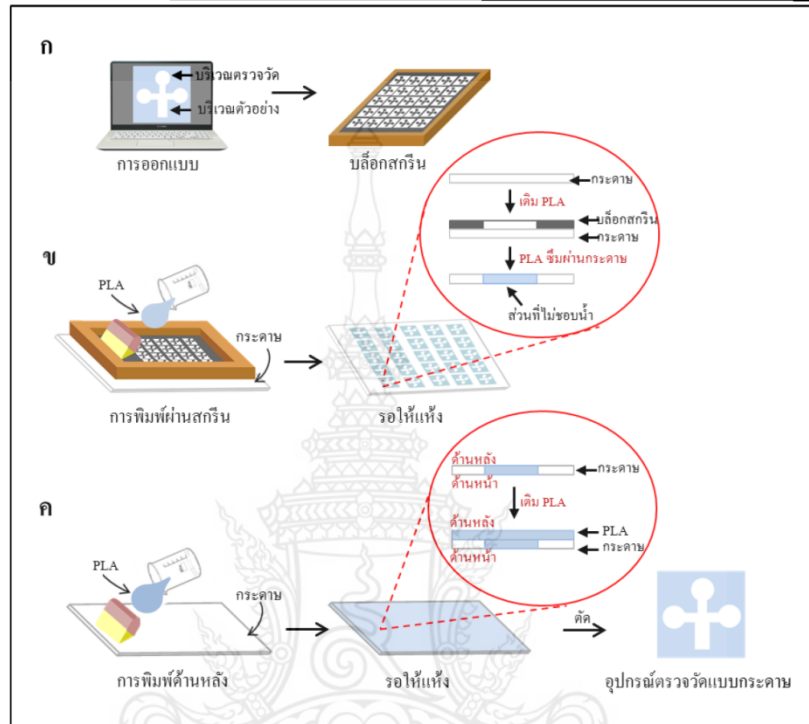 ก
บริเวณตรวจวัด
บริเวณตัวอย่าง
การออกแบบ
บล็อกสกรีน
กระดาษ
เติม PLA
บล็อกสกรีน
กระดาษ
PLA ซึมผ่านกระดาษ
ส่วนที่ไม่ชอบน้ำ
ข
PLA
กระดาษ
การพิมพ์ผ่านสกรีน
รอให้แห้ง
ด้านหลัง
กระดาษ
ด้านหน้า
เติม PLA
ด้านหลัง
PLA
กระดาษ
ด้านหน้า
ค
PLA
กระดาษ
ตัด
การพิมพ์ด้านหลัง
รอให้แห้ง
อุปกรณ์ตรวจวัดแบบกระดาษ